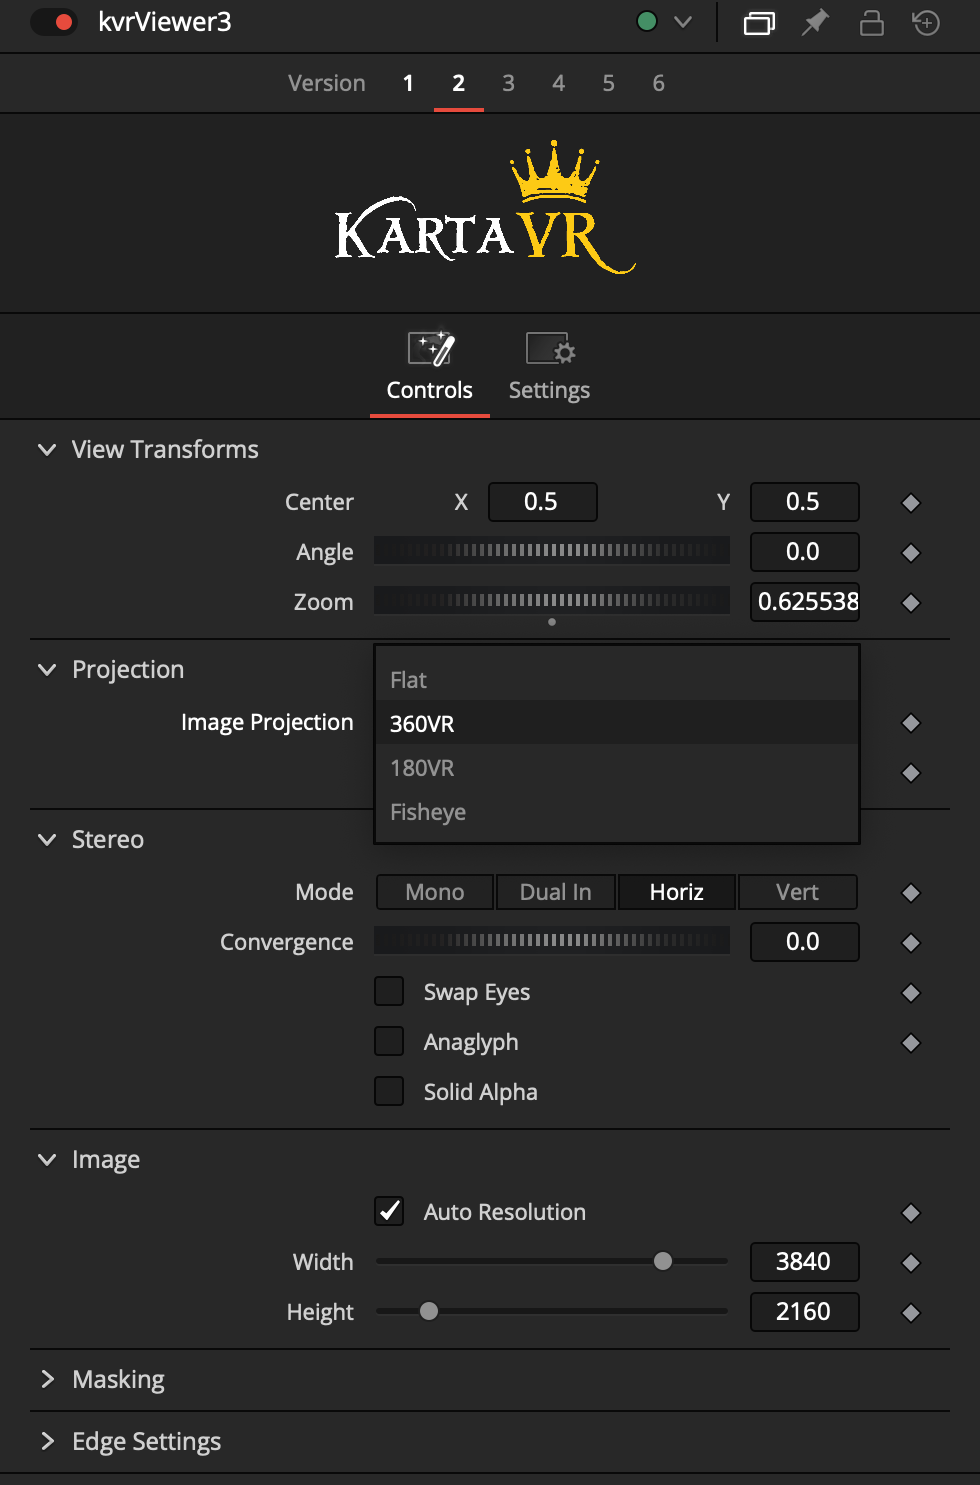 kvrViewer3
Version 1 2 3 4 5 6
KARTAVR
Controls Settings
View Transforms
Center X 0.5 Y 0.5
Angle 0.0
Zoom 0.625538
Projection
Flat
Image Projection 360VR
180VR
Fisheye
Stereo
Mode Mono Dual In Horiz Vert
Convergence 0.0
Swap Eyes
Anaglyph
Solid Alpha
Image
Auto Resolution
Width 3840
Height 2160
Masking
Edge Settings